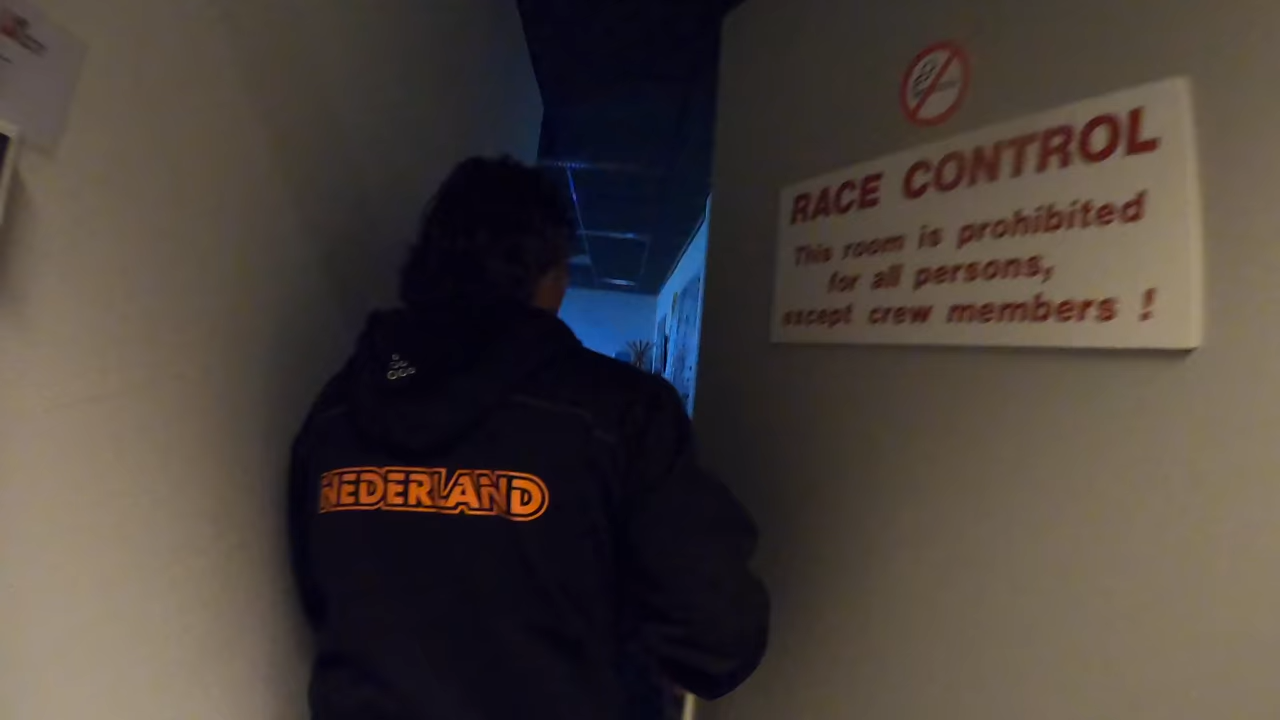 RACE CONTROL
This room is prohibited
for all persons,
except crew members !
NEDERLAND